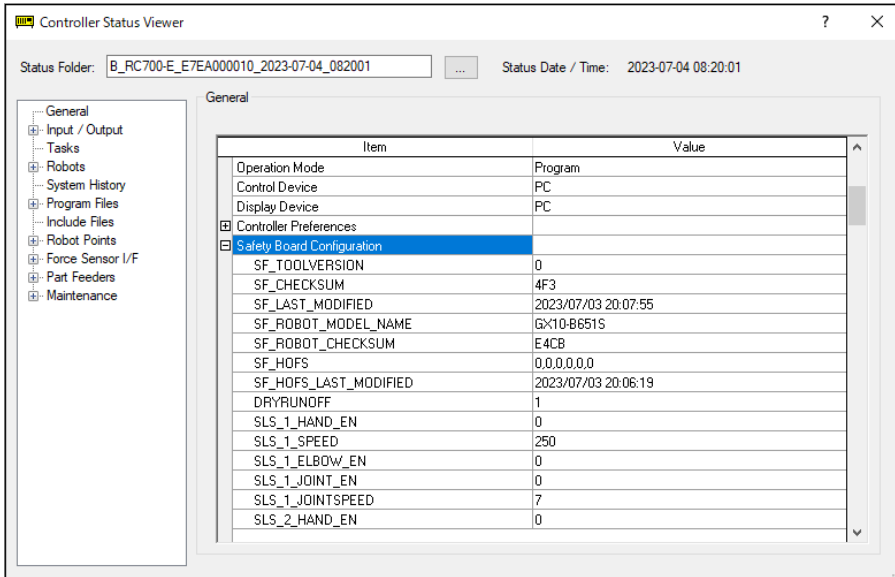 Controller Status Viewer
?
Status Folder: B_RC700-E_E7EA000010_2023-07-04_082001 ... Status Date / Time: 2023-07-04 08:20:01
General
Input / Output
Tasks
Robots
System History
Program Files
Include Files
Robot Points
Force Sensor I/F
Part Feeders
Maintenance
General
Item Value
Operation Mode Program
Control Device PC
Display Device PC
Controller Preferences
Safety Board Configuration
SF_TOOLVERSION 0
SF_CHECKSUM 4F3
SF_LAST_MODIFIED 2023/07/03 20:07:55
SF_ROBOT_MODEL_NAME GX10-B651S
SF_ROBOT_CHECKSUM E4CB
SF_HOFS 0,0,0,0,0,0
SF_HOFS_LAST_MODIFIED 2023/07/03 20:06:19
DRYRUNOFF 1
SLS_1_HAND_EN 0
SLS_1_SPEED 250
SLS_1_ELBOW_EN 0
SLS_1_JOINT_EN 0
SLS_1_JOINTSPEED 7
SLS_2_HAND_EN 0